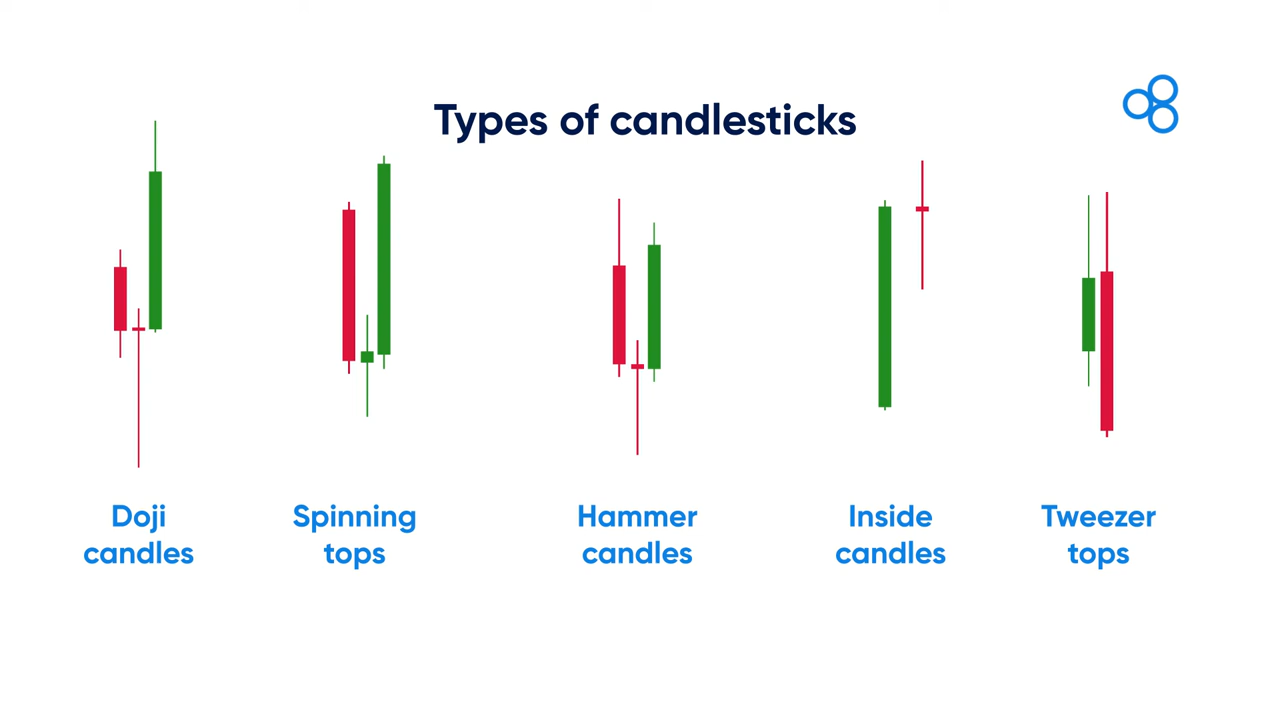 Types of candlesticks
Doji
candles
Spinning
tops
Hammer
candles
Inside
candles
Tweezer
tops